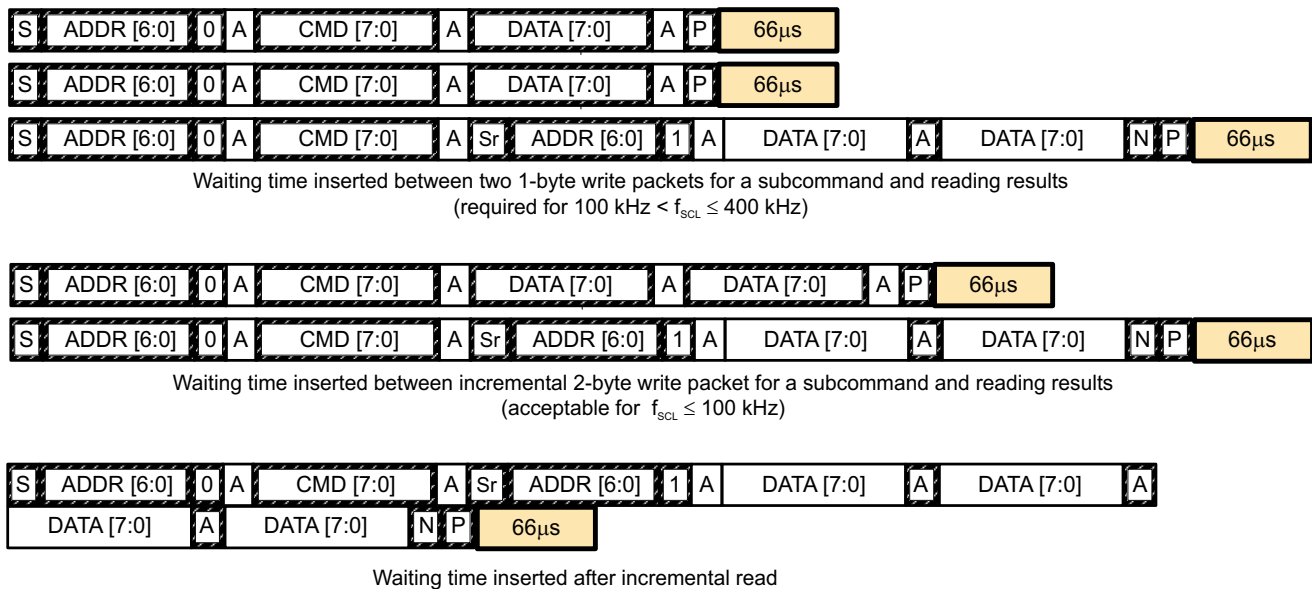 S ADDR [6:0] 0 A CMD [7:0] A DATA [7:0] A P 66μs
S ADDR [6:0] 0 A CMD [7:0] A DATA [7:0] A P 66μs
S ADDR [6:0] 0 A CMD [7:0] A Sr ADDR [6:0] 1 A DATA [7:0] A DATA [7:0] N P 66μs
Waiting time inserted between two 1-byte write packets for a subcommand and reading results
(required for 100 kHz < fSCL ≤ 400 kHz)
S ADDR [6:0] 0 A CMD [7:0] A DATA [7:0] A DATA [7:0] A P 66μs
S ADDR [6:0] 0 A CMD [7:0] A Sr ADDR [6:0] 1 A DATA [7:0] A DATA [7:0] N P 66μs
Waiting time inserted between incremental 2-byte write packet for a subcommand and reading results
(acceptable for fSCL ≤ 100 kHz)
S ADDR [6:0] 0 A CMD [7:0] A Sr ADDR [6:0] 1 A DATA [7:0] A DATA [7:0] A
DATA [7:0] A DATA [7:0] N P 66μs
Waiting time inserted after incremental read